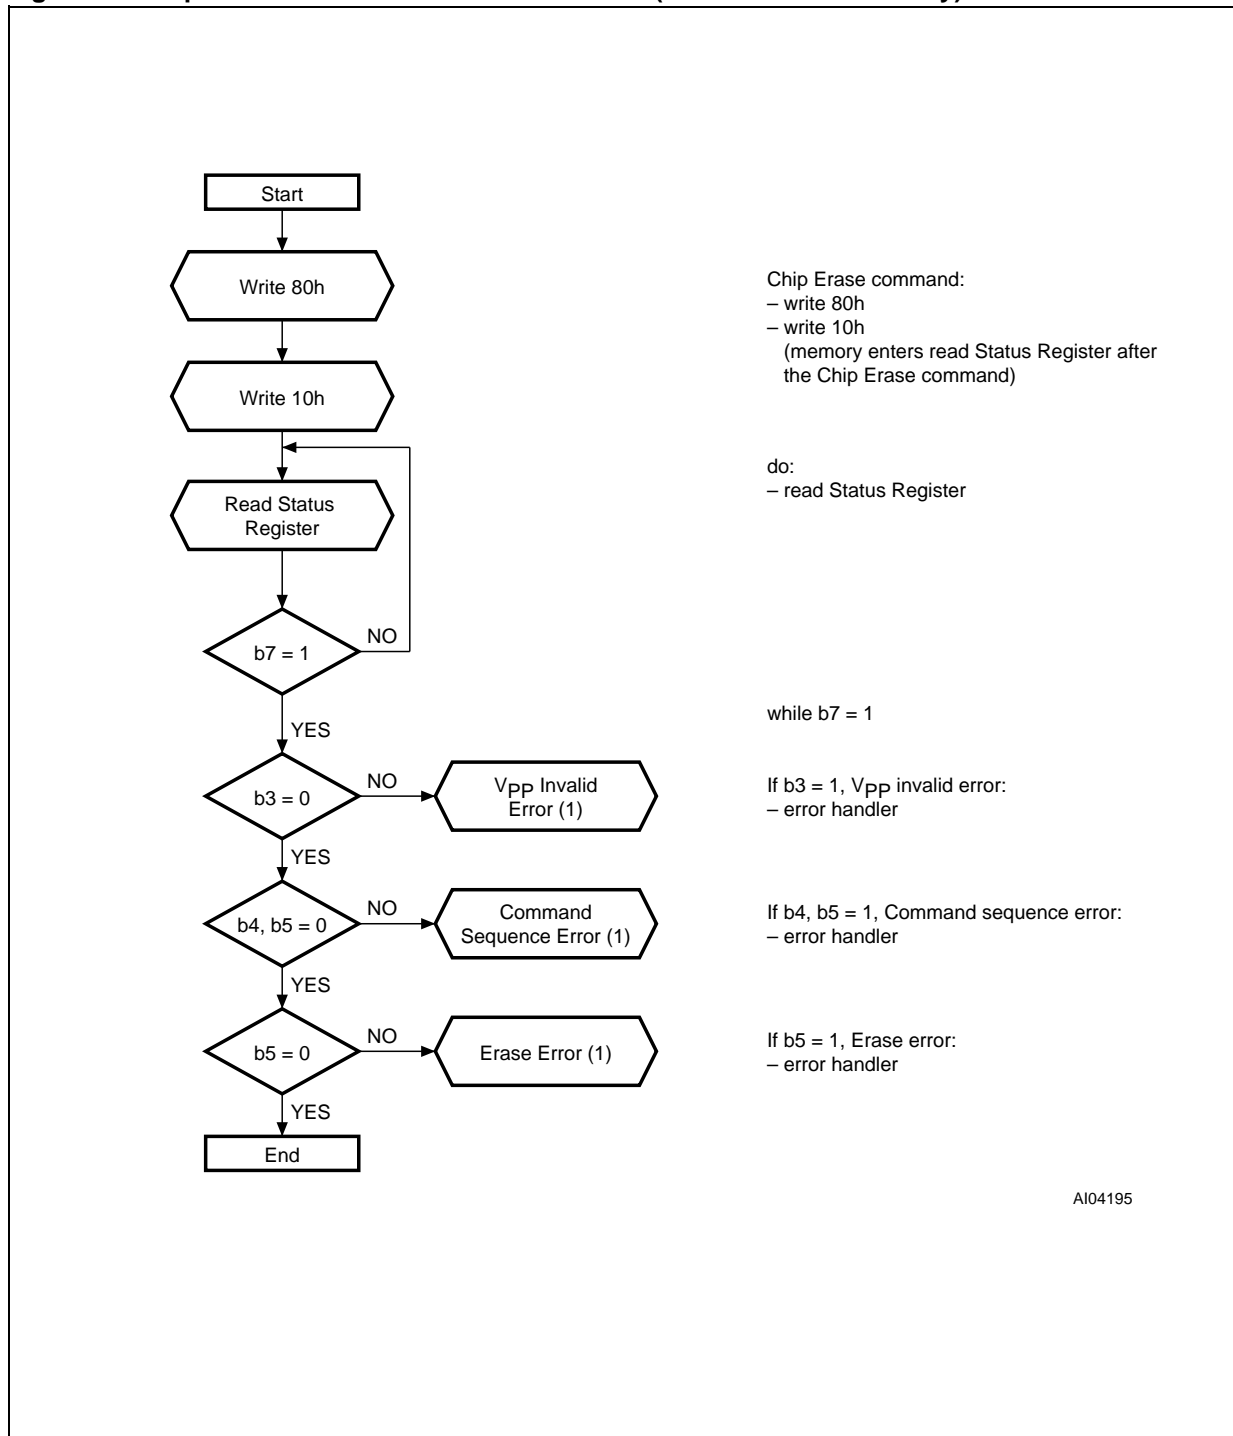 Start
Write 80h
Write 10h
Read Status
Register
b7 = 1
NO
YES
b3 = 0
NO
VPP Invalid
Error (1)
YES
b4, b5 = 0
NO
Command
Sequence Error (1)
YES
b5 = 0
NO
Erase Error (1)
YES
End
Chip Erase command:
– write 80h
– write 10h
(memory enters read Status Register after
the Chip Erase command)
do:
– read Status Register
while b7 = 1
If b3 = 1, VPP invalid error:
– error handler
If b4, b5 = 1, Command sequence error:
– error handler
If b5 = 1, Erase error:
– error handler
AI04195